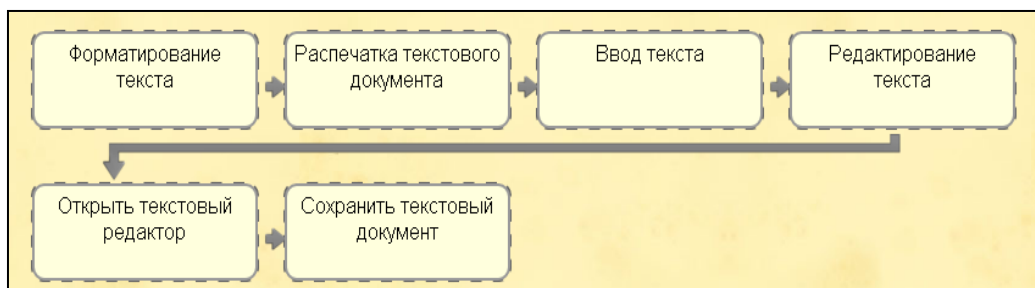 Форматирование
текста
Распечатка текстового
документа
Ввод текста
Редактирование
текста
Открыть текстовый
редактор
Сохранить текстовый
документ